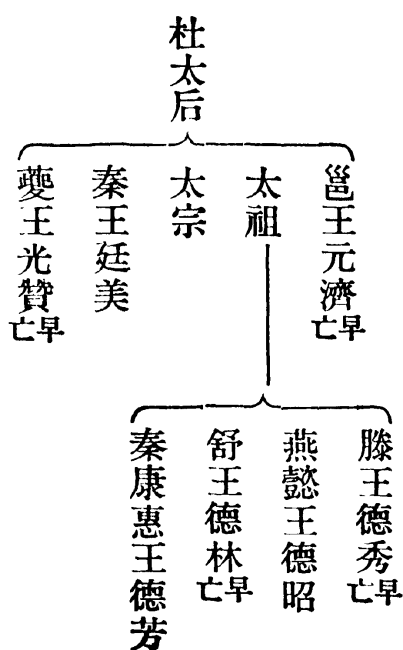 杜太后
邕王元濟早亡
太祖
太宗
秦王廷美
夔王光贊早亡
滕王德秀早亡
燕懿王德昭
舒王德林早亡
秦康惠王德芳